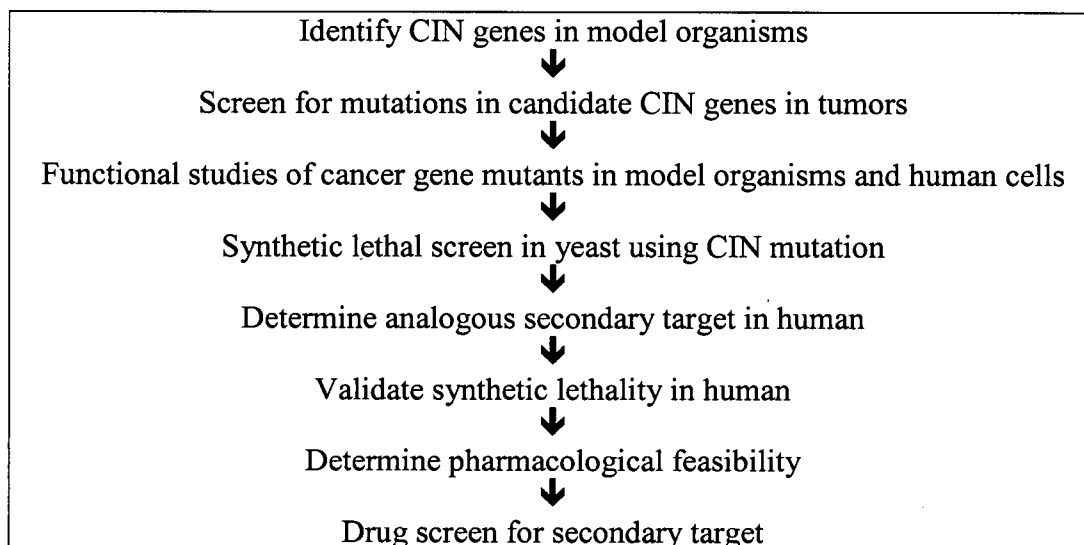 Identify CIN genes in model organisms
Screen for mutations in candidate CIN genes in tumors
Functional studies of cancer gene mutants in model organisms and human cells
Synthetic lethal screen in yeast using CIN mutation
Determine analogous secondary target in human
Validate synthetic lethality in human
Determine pharmacological feasibility
Drug screen for secondary target